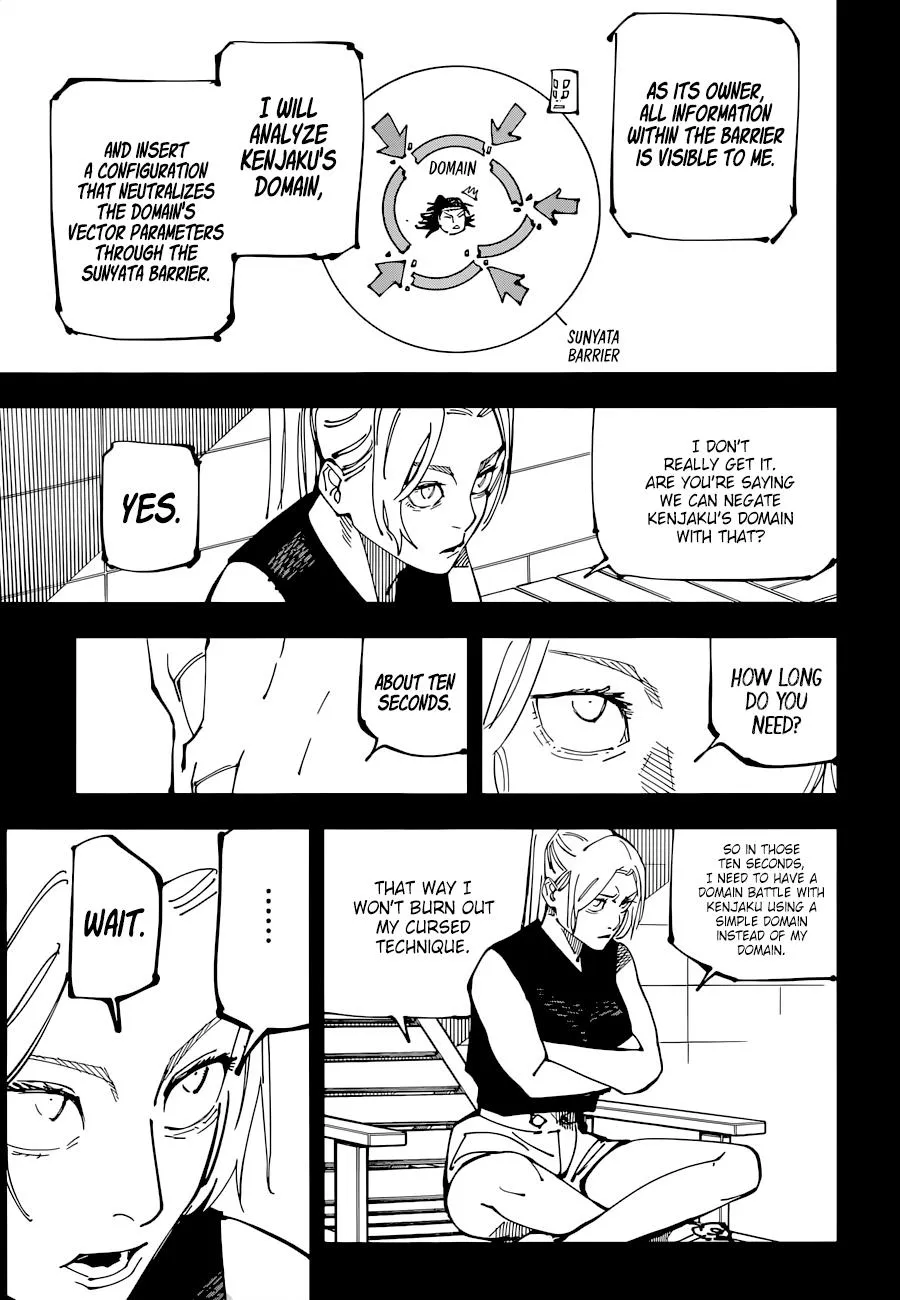 AS ITS OWNER,
ALL INFORMATION
WITHIN THE BARRIER
IS VISIBLE TO ME.
DOMAIN
SUNYATA
BARRIER
I WILL
ANALYZE
KENJAKU'S
DOMAIN,
AND INSERT
A CONFIGURATION
THAT NEUTRALIZES
THE DOMAIN'S
VECTOR PARAMETERS
THROUGH THE
SUNYATA BARRIER.
I DON'T
REALLY GET IT.
ARE YOU'RE SAYING
WE CAN NEGATE
KENJAKU'S DOMAIN
WITH THAT?
YES.
HOW LONG
DO YOU
NEED?
ABOUT TEN
SECONDS.
SO IN THOSE
TEN SECONDS,
I NEED TO HAVE A
DOMAIN BATTLE WITH
KENJAKU USING A
SIMPLE DOMAIN
INSTEAD OF MY
DOMAIN.
THAT WAY I
WON'T BURN OUT
MY CURSED
TECHNIQUE.
......
WAIT.